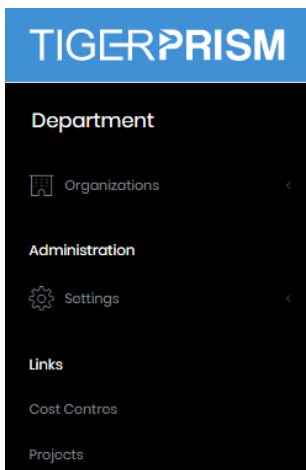 TIGERPRISM
Department
Organizations
Administration
Settings
Links
Cost Centres
Projects